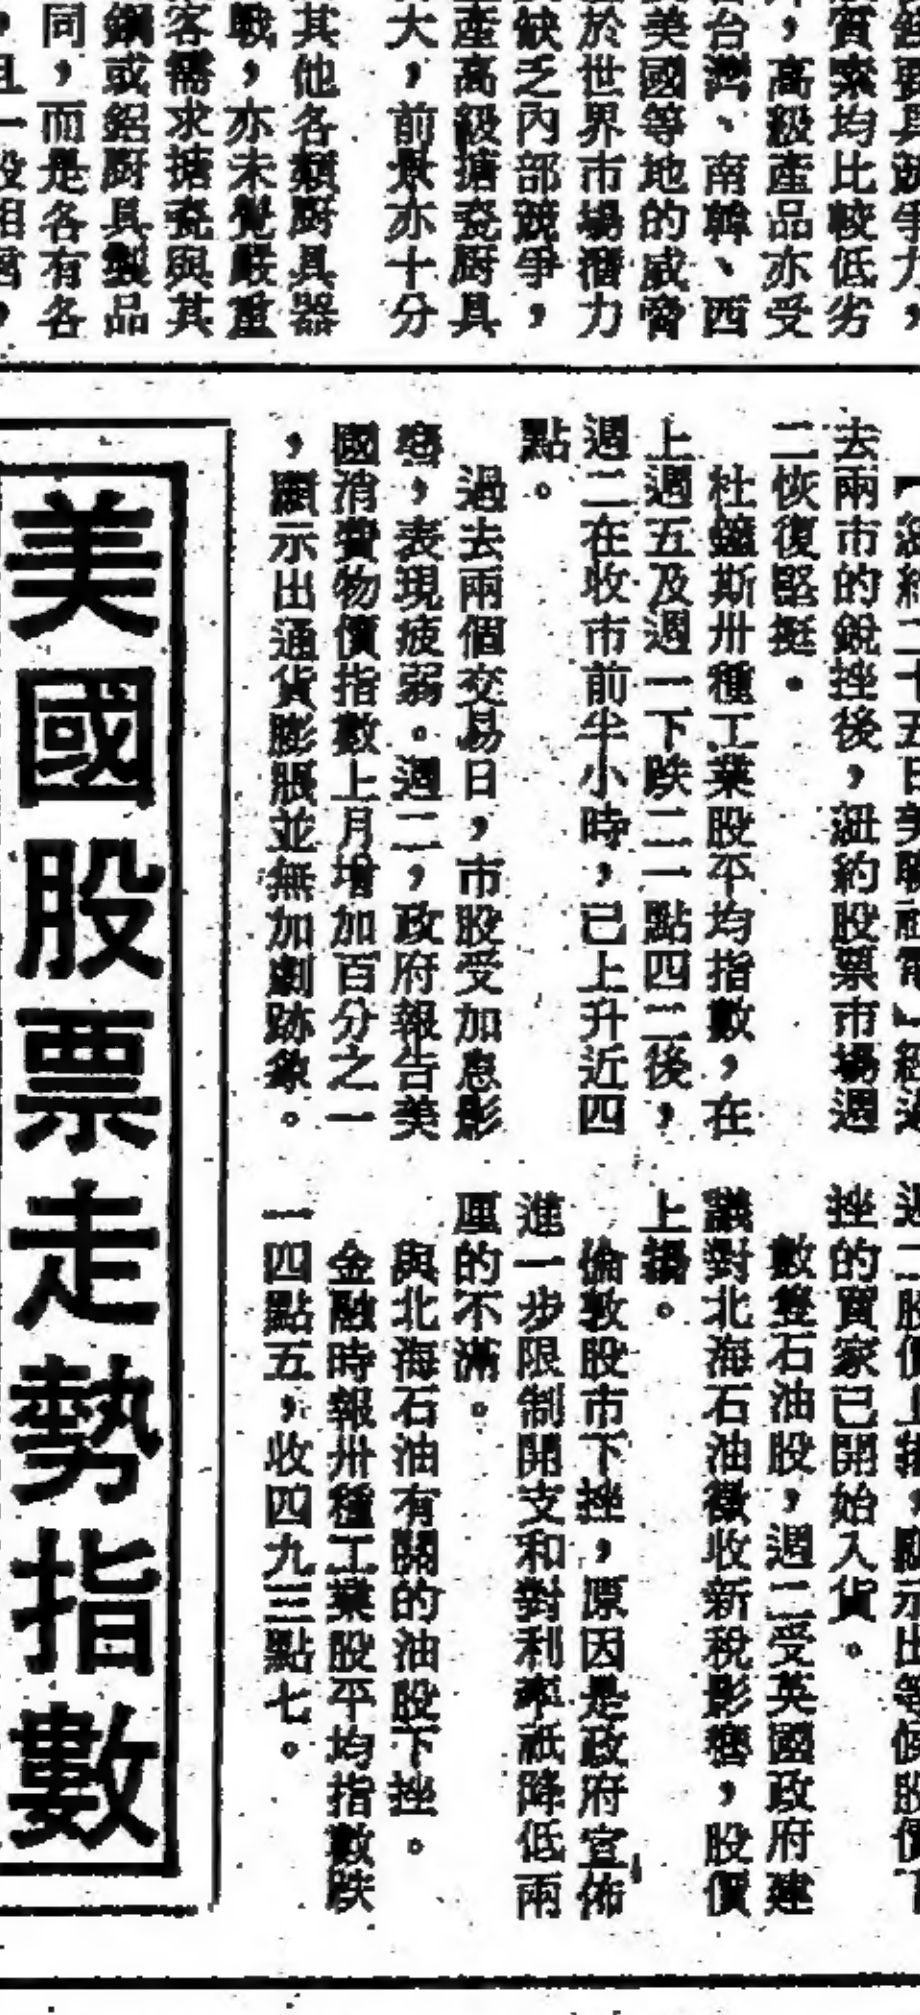 質素均比較低劣
，高級產品亦受
台灣、南韓、西
美國等地的威脅
於世界市場潛力
缺乏內部競爭，
產高級搪瓷廚具
大，前景亦十分
其他各類廚具器
戰，亦未覺嚴重
客需求搪瓷與其
鋼或鋁廚具製品
同，而是各有各
去兩市的銳挫後，紐約股票市場週
二恢復堅挺。
杜瓊斯卅種工業股平均指數，在
上週五及週一下跌二一點四二後，
週二在收市前半小時，已上升近四
點。
過去兩個交易日，市股受加息影
響，表現疲弱。週二，政府報告美
國消費物價指數上月增加百分之一
，顯示出通貨膨脹並無加劇跡象。
挫的買家已開始入貨。
數隻石油股，週二受英國政府建
議對北海石油徵收新稅影響，股價
上揚。
倫敦股市下挫，原因是政府宣佈
進一步限制開支和對利率祇降低兩
厘的不滿。
與北海石油有關的油股下挫。
金融時報卅種工業股平均指數跌
一四點五，收四九三點七。
美國股票走勢指數